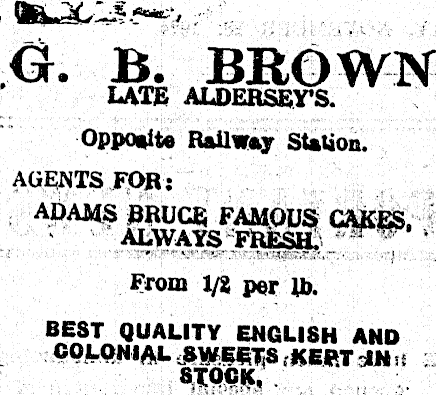 G. B. BROWN
LATE ALDERSEY'S.
Opposite Railway Station.
AGENTS FOR:
ADAMS BRUCE FAMOUS CAKES,
ALWAYS FRESH.
From 1/2 per lb.
BEST QUALITY ENGLISH AND
COLONIAL SWEETS KEPT IN
STOCK.